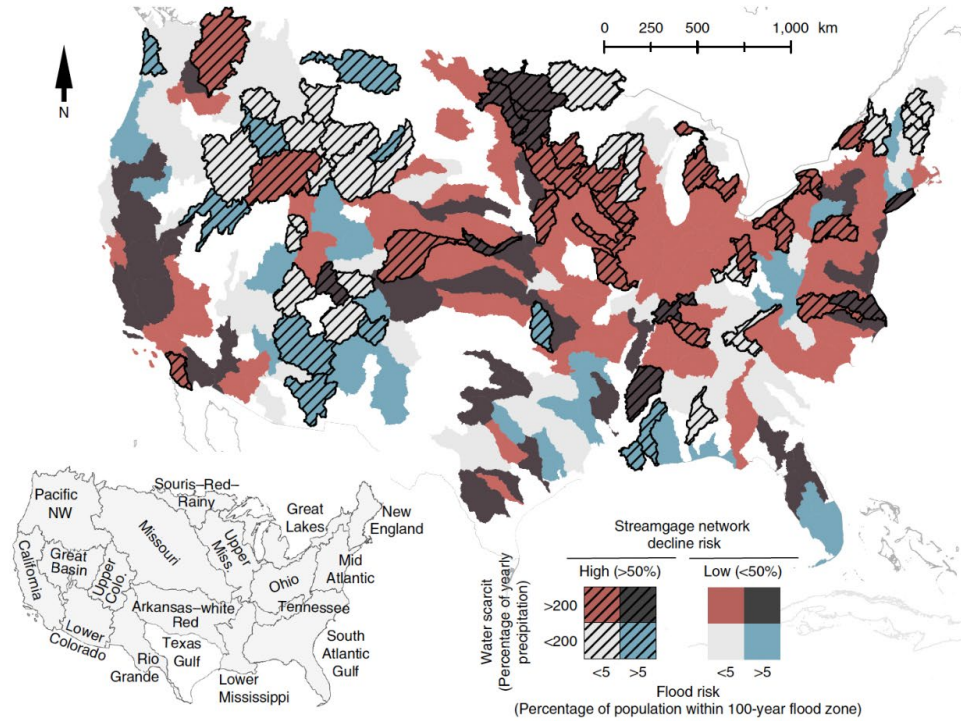 0 250 500 1,000 km
N
Pacific
NW
Souris–Red–
Rainy
Great
Lakes
New
England
Missouri
Upper
Miss.
California
Great
Basin
Upper
Colo.
Ohio
Mid
Atlantic
Arkansas–white
Red
Tennessee
Lower
Colorado
Texas
Gulf
South
Atlantic
Gulf
Rio
Grande
Lower
Mississippi
Streamgage network
decline risk
High (>50%) Low (<50%)
Water scarcit
(Percentage of yearly
precipitation)
>200
<200
<5 >5 <5 >5
Flood risk
(Percentage of population within 100-year flood zone)